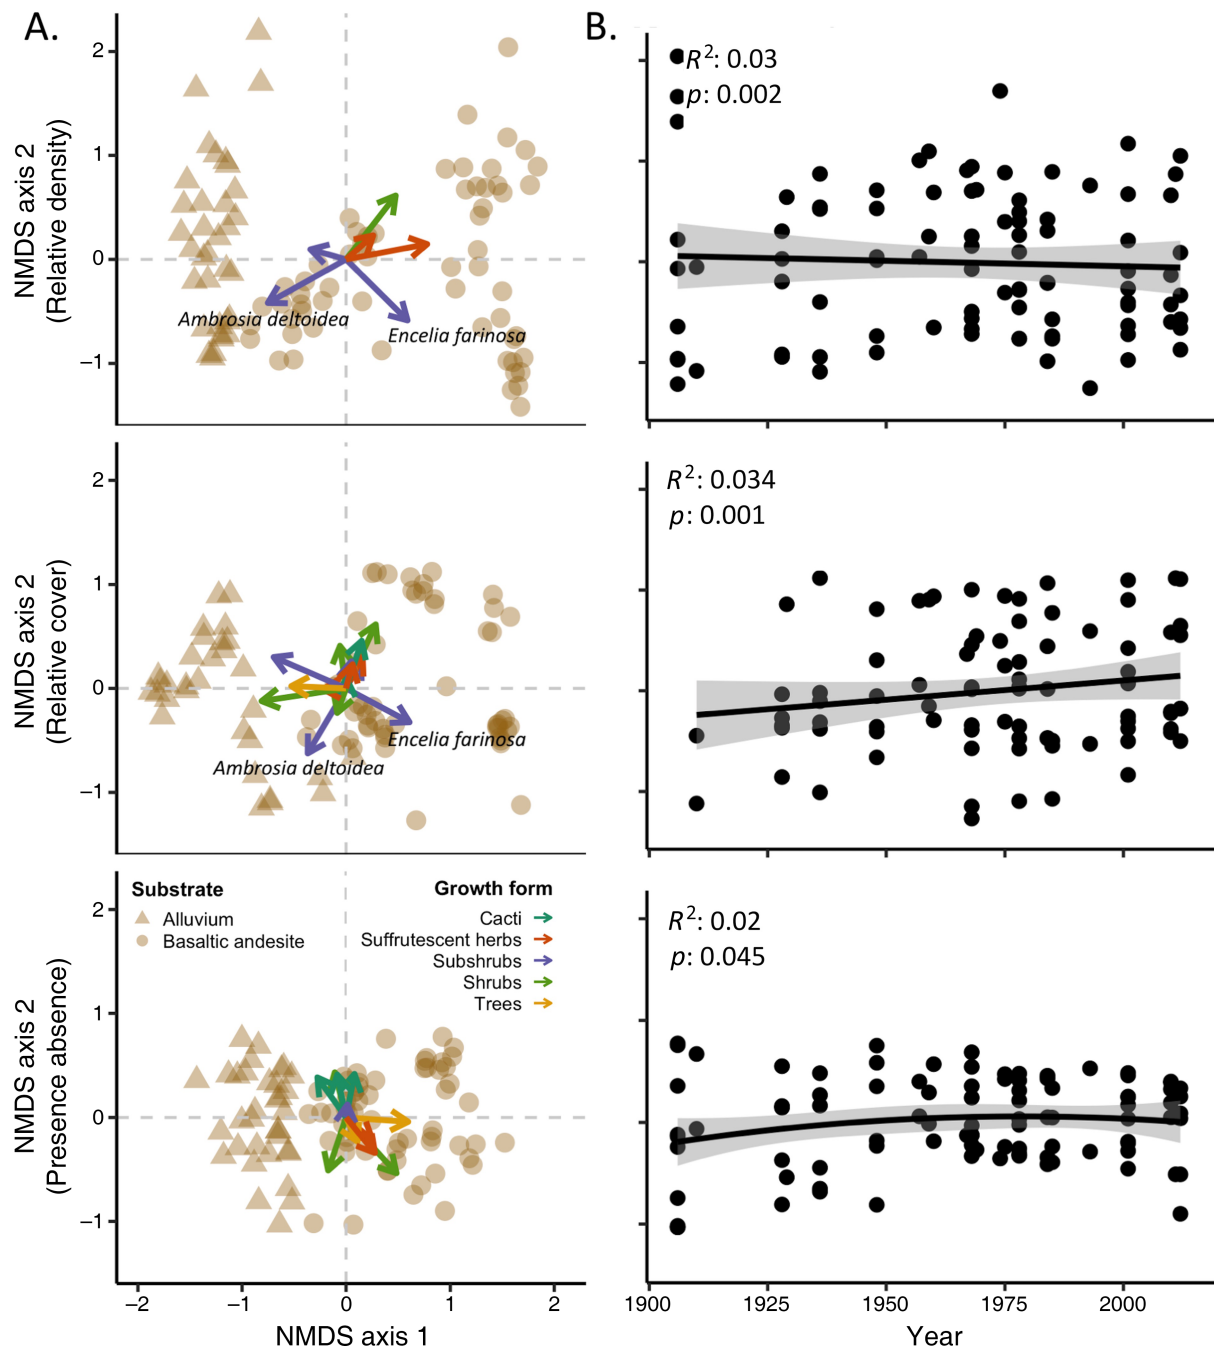 A.
B.
NMDS axis 2
(Relative density)
2
1
0
−1
Ambrosia deltoidea
Encelia farinosa
R²: 0.03
p: 0.002
NMDS axis 2
(Relative cover)
2
1
0
−1
Encelia farinosa
Ambrosia deltoidea
R²: 0.034
p: 0.001
NMDS axis 2
(Presence absence)
2
1
0
−1
Substrate
Alluvium
Basaltic andesite
Growth form
Cacti
Suffrutescent herbs
Subshrubs
Shrubs
Trees
R²: 0.02
p: 0.045
−2 −1 0 1 2
NMDS axis 1
1900 1925 1950 1975 2000
Year